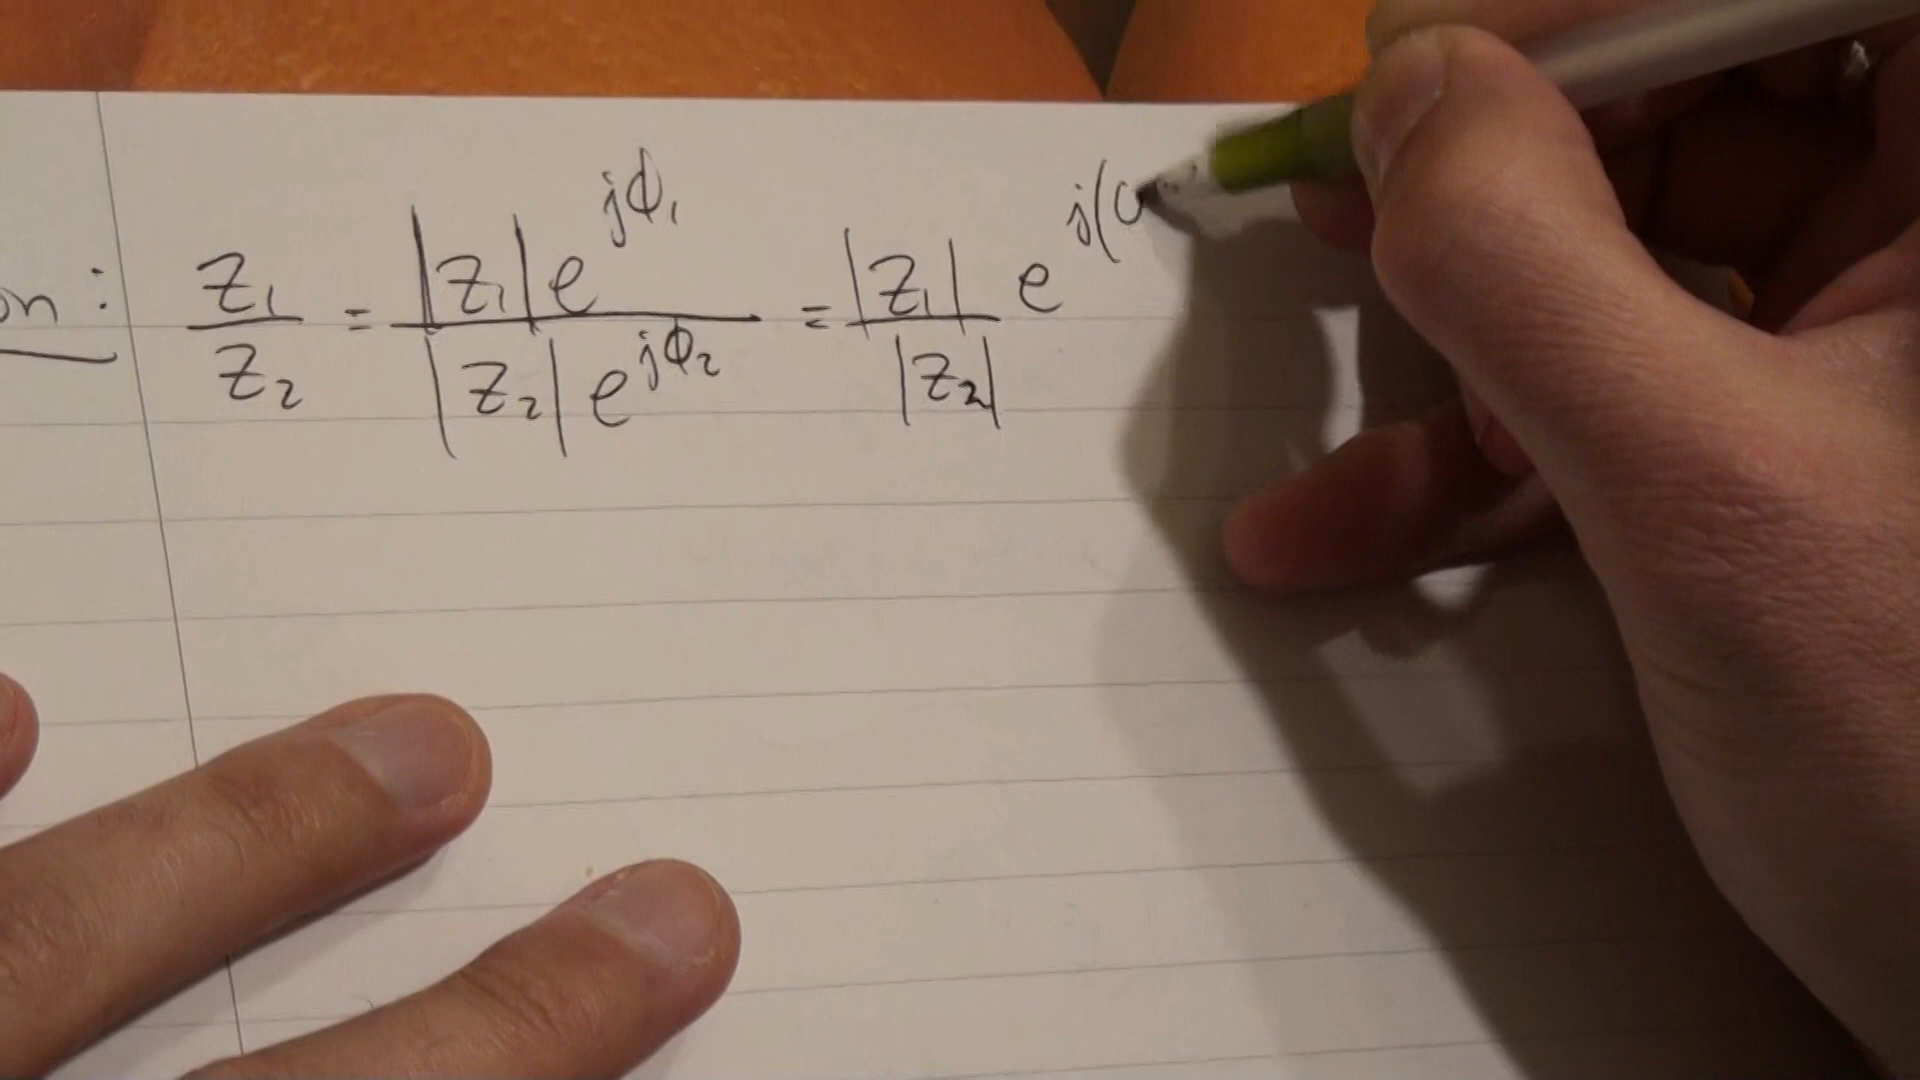 on: z₁/z₂ = |z₁|e^{jϕ₁} / |z₂|e^{jϕ₂} = |z₁|/|z₂| e^{j(